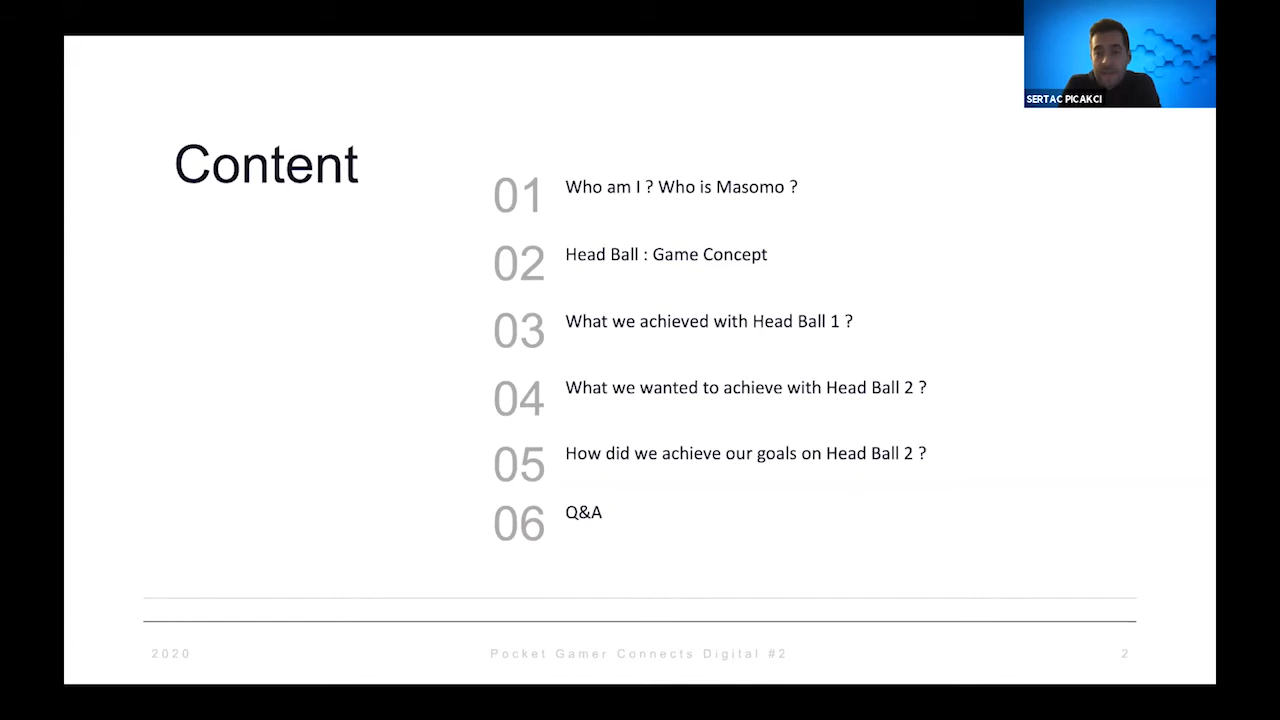 SERTAC PICAKCI
Content
01 Who am I ? Who is Masomo ?
02 Head Ball : Game Concept
03 What we achieved with Head Ball 1 ?
04 What we wanted to achieve with Head Ball 2 ?
05 How did we achieve our goals on Head Ball 2 ?
06 Q&A
2020 Pocket Gamer Connects Digital #2 2